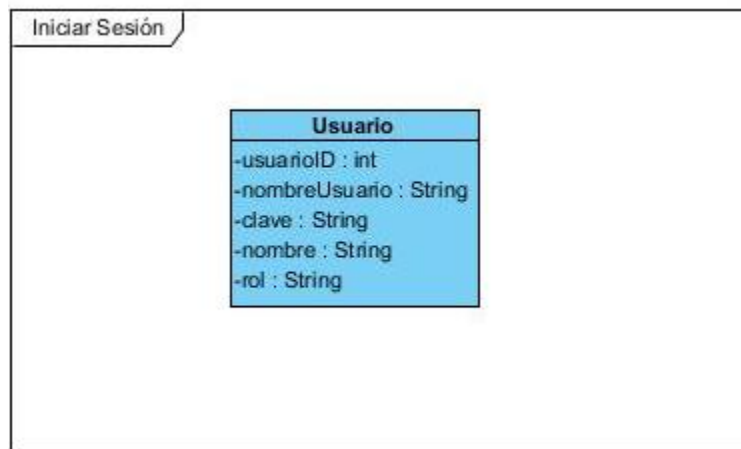 Iniciar Sesión
Usuario
-usuarioID : int
-nombreUsuario : String
-clave : String
-nombre : String
-rol : String